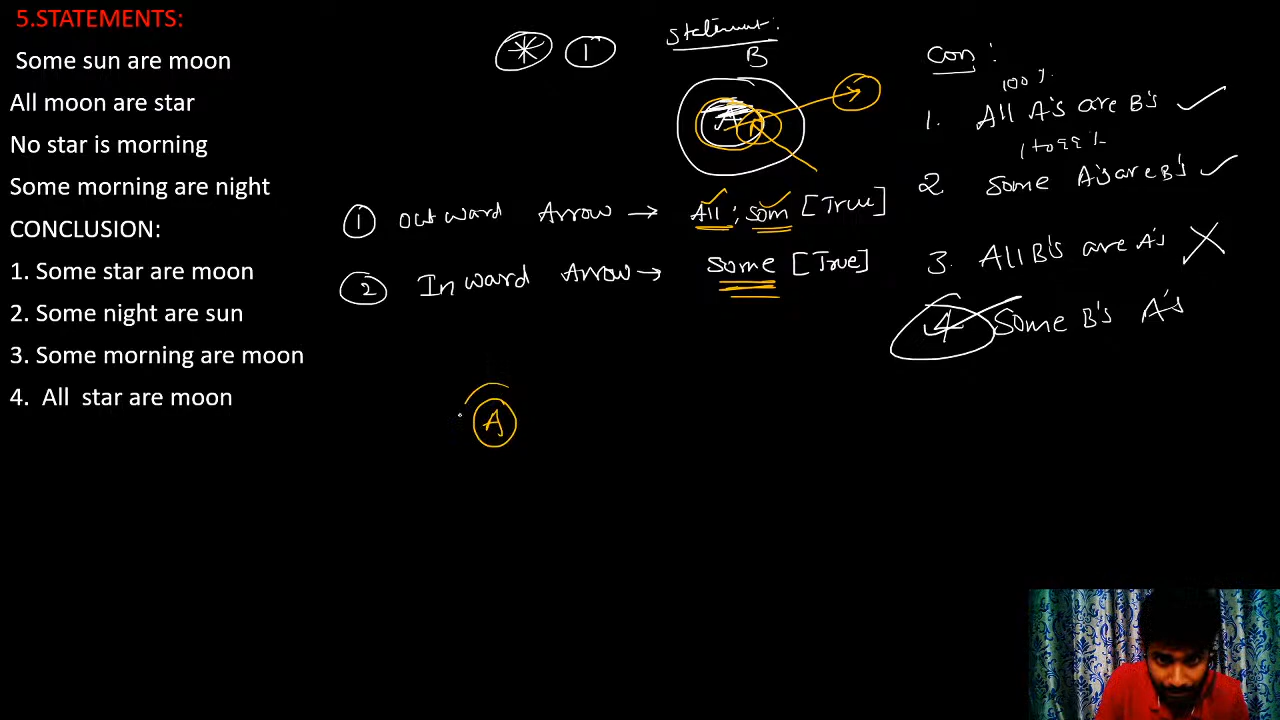 5.STATEMENTS:
Some sun are moon
All moon are star
No star is morning
Some morning are night
CONCLUSION:
1. Some star are moon
2. Some night are sun
3. Some morning are moon
4. All star are moon
* 1
Statement:
B
A
1 Outward Arrow → All; Som [True]
2 Inward Arrow → Some [True]
A
Con:
100 %
1. All A's are B's ✓
1 to 99 %
2 Some A's are B's ✓
3. All B's are A's ✗
4 Some B's A's